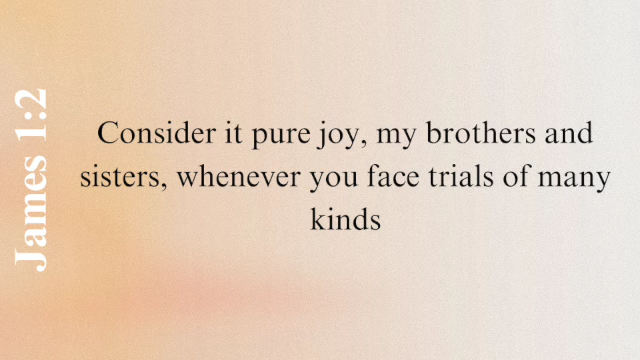 James 1:2
Consider it pure joy, my brothers and
sisters, whenever you face trials of many
kinds